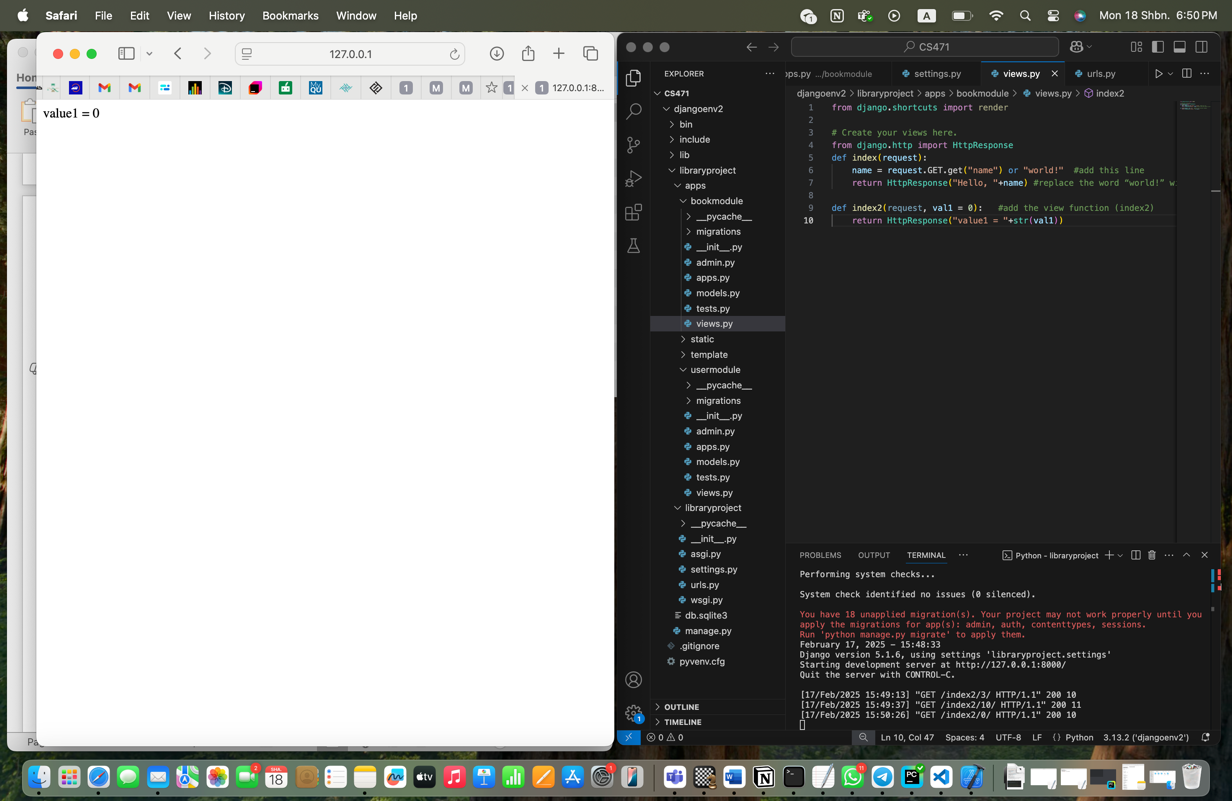 Safari File Edit View History Bookmarks Window Help
Mon 18 Shbn. 6:50 PM
127.0.0.1
127.0.0.1:8...
value1 = 0
CS471
EXPLORER
CS471
djangoenv2
bin
include
lib
libraryproject
apps
bookmodule
__pycache__
migrations
__init__.py
admin.py
apps.py
models.py
tests.py
views.py
static
template
usermodule
__pycache__
migrations
__init__.py
admin.py
apps.py
models.py
tests.py
views.py
libraryproject
__pycache__
__init__.py
asgi.py
settings.py
urls.py
wsgi.py
db.sqlite3
manage.py
.gitignore
pyvenv.cfg
OUTLINE
TIMELINE
.../bookmodule settings.py views.py urls.py
djangoenv2 > libraryproject > apps > bookmodule > views.py > index2
1 from django.shortcuts import render
2
3 # Create your views here.
4 from django.http import HttpResponse
5 def index(request):
6 name = request.GET.get("name") or "world!" #add this line
7 return HttpResponse("Hello, "+name) #replace the word “world!” w
8
9 def index2(request, val1 = 0): #add the view function (index2)
10 return HttpResponse("value1 = "+str(val1))
PROBLEMS OUTPUT TERMINAL ... Python - libraryproject
Performing system checks...
System check identified no issues (0 silenced).
You have 18 unapplied migration(s). Your project may not work properly until you
apply the migrations for app(s): admin, auth, contenttypes, sessions.
Run 'python manage.py migrate' to apply them.
February 17, 2025 - 15:48:33
Django version 5.1.6, using settings 'libraryproject.settings'
Starting development server at http://127.0.0.1:8000/
Quit the server with CONTROL-C.
[17/Feb/2025 15:49:13] "GET /index2/3/ HTTP/1.1" 200 10
[17/Feb/2025 15:49:37] "GET /index2/10/ HTTP/1.1" 200 11
[17/Feb/2025 15:50:26] "GET /index2/0/ HTTP/1.1" 200 10
0 0
Ln 10, Col 47 Spaces: 4 UTF-8 LF {} Python 3.13.2 ('djangoenv2')